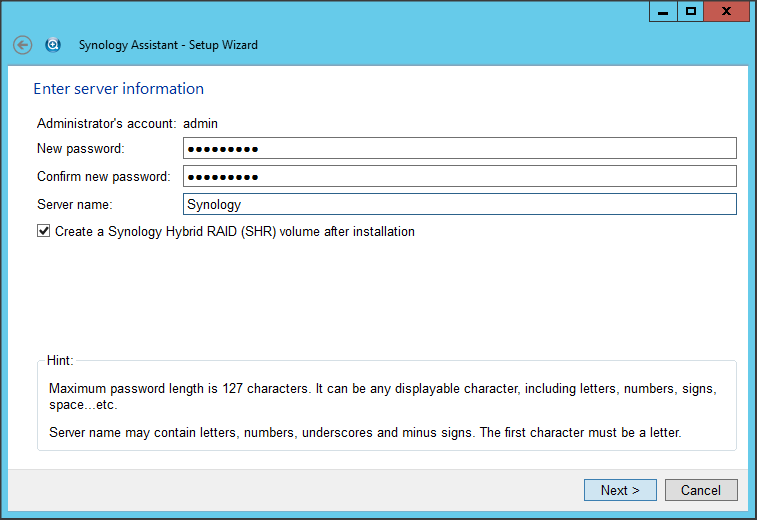 Synology Assistant - Setup Wizard
Enter server information
Administrator's account: admin
New password: ●●●●●●●●●
Confirm new password: ●●●●●●●●●
Server name: Synology
Create a Synology Hybrid RAID (SHR) volume after installation
Hint:
Maximum password length is 127 characters. It can be any displayable character, including letters, numbers, signs,
space...etc.
Server name may contain letters, numbers, underscores and minus signs. The first character must be a letter.
Next > Cancel